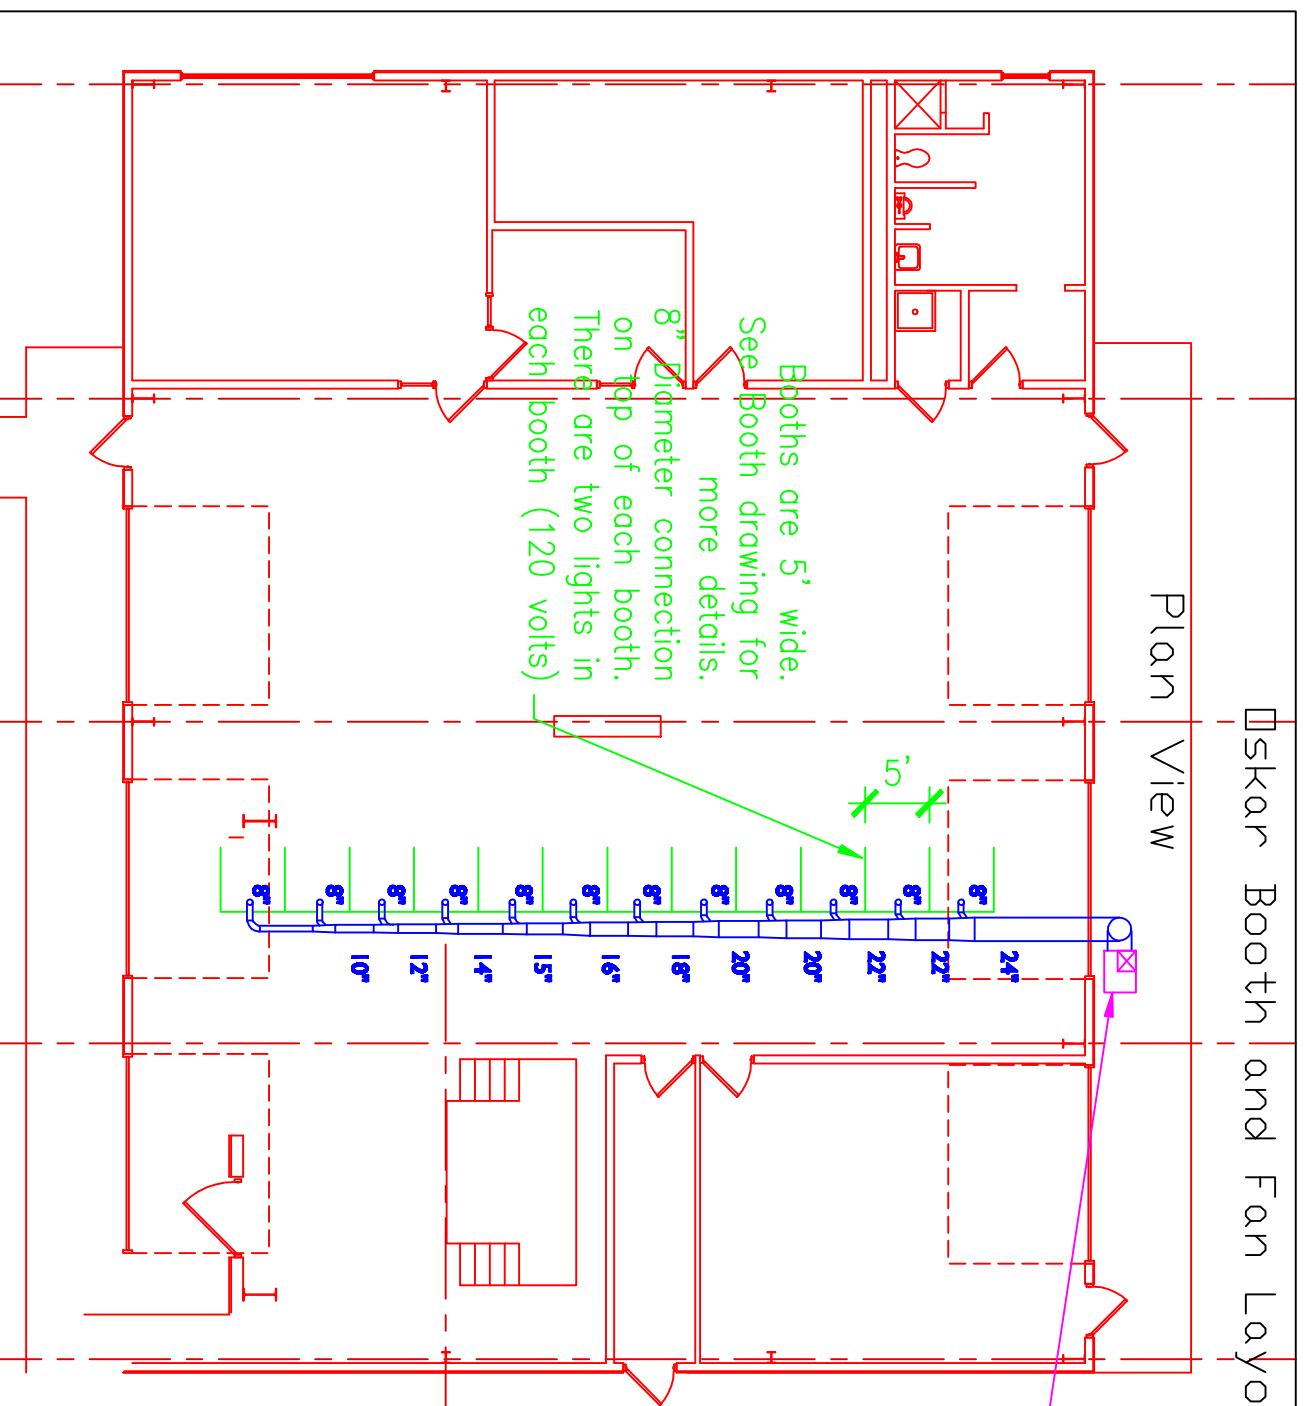 Oskar Booth and Fan Layo
Plan View
Booths are 5' wide.
See Booth drawing for
more details.
8" Diameter connection
on top of each booth.
There are two lights in
each booth (120 volts)
5'
8"
8"
8"
8"
8"
8"
8"
8"
8"
8"
8"
8"
10"
12"
14"
15"
16"
18"
20"
20"
22"
22"
24"